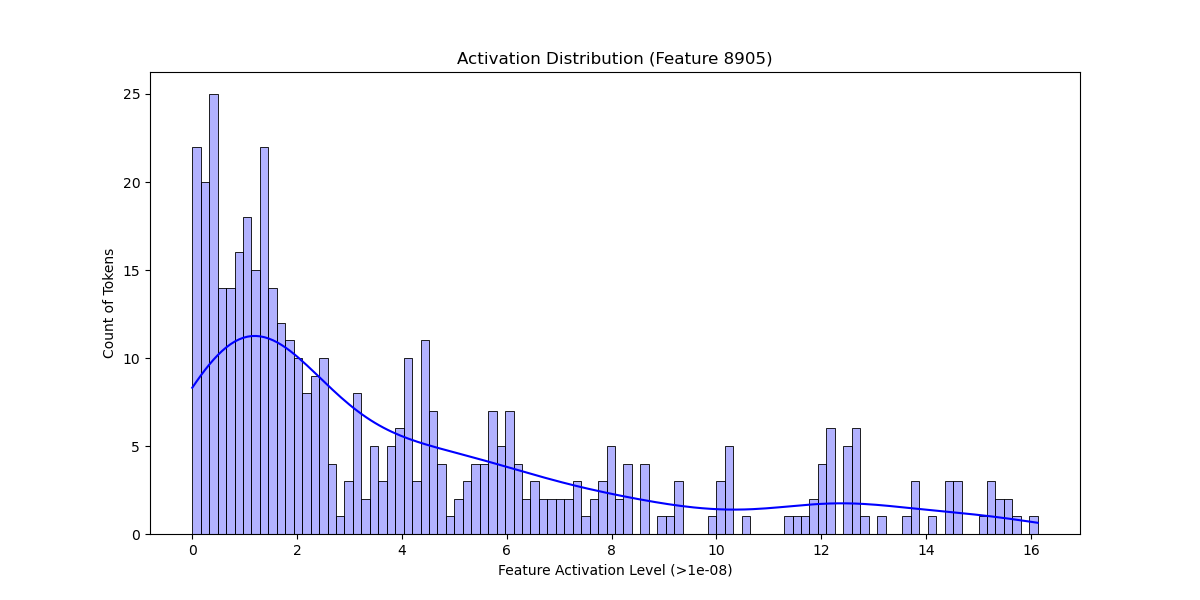 Activation Distribution (Feature 8905)
25
20
15
10
5
0
Count of Tokens
0 2 4 6 8 10 12 14 16
Feature Activation Level (>1e-08)